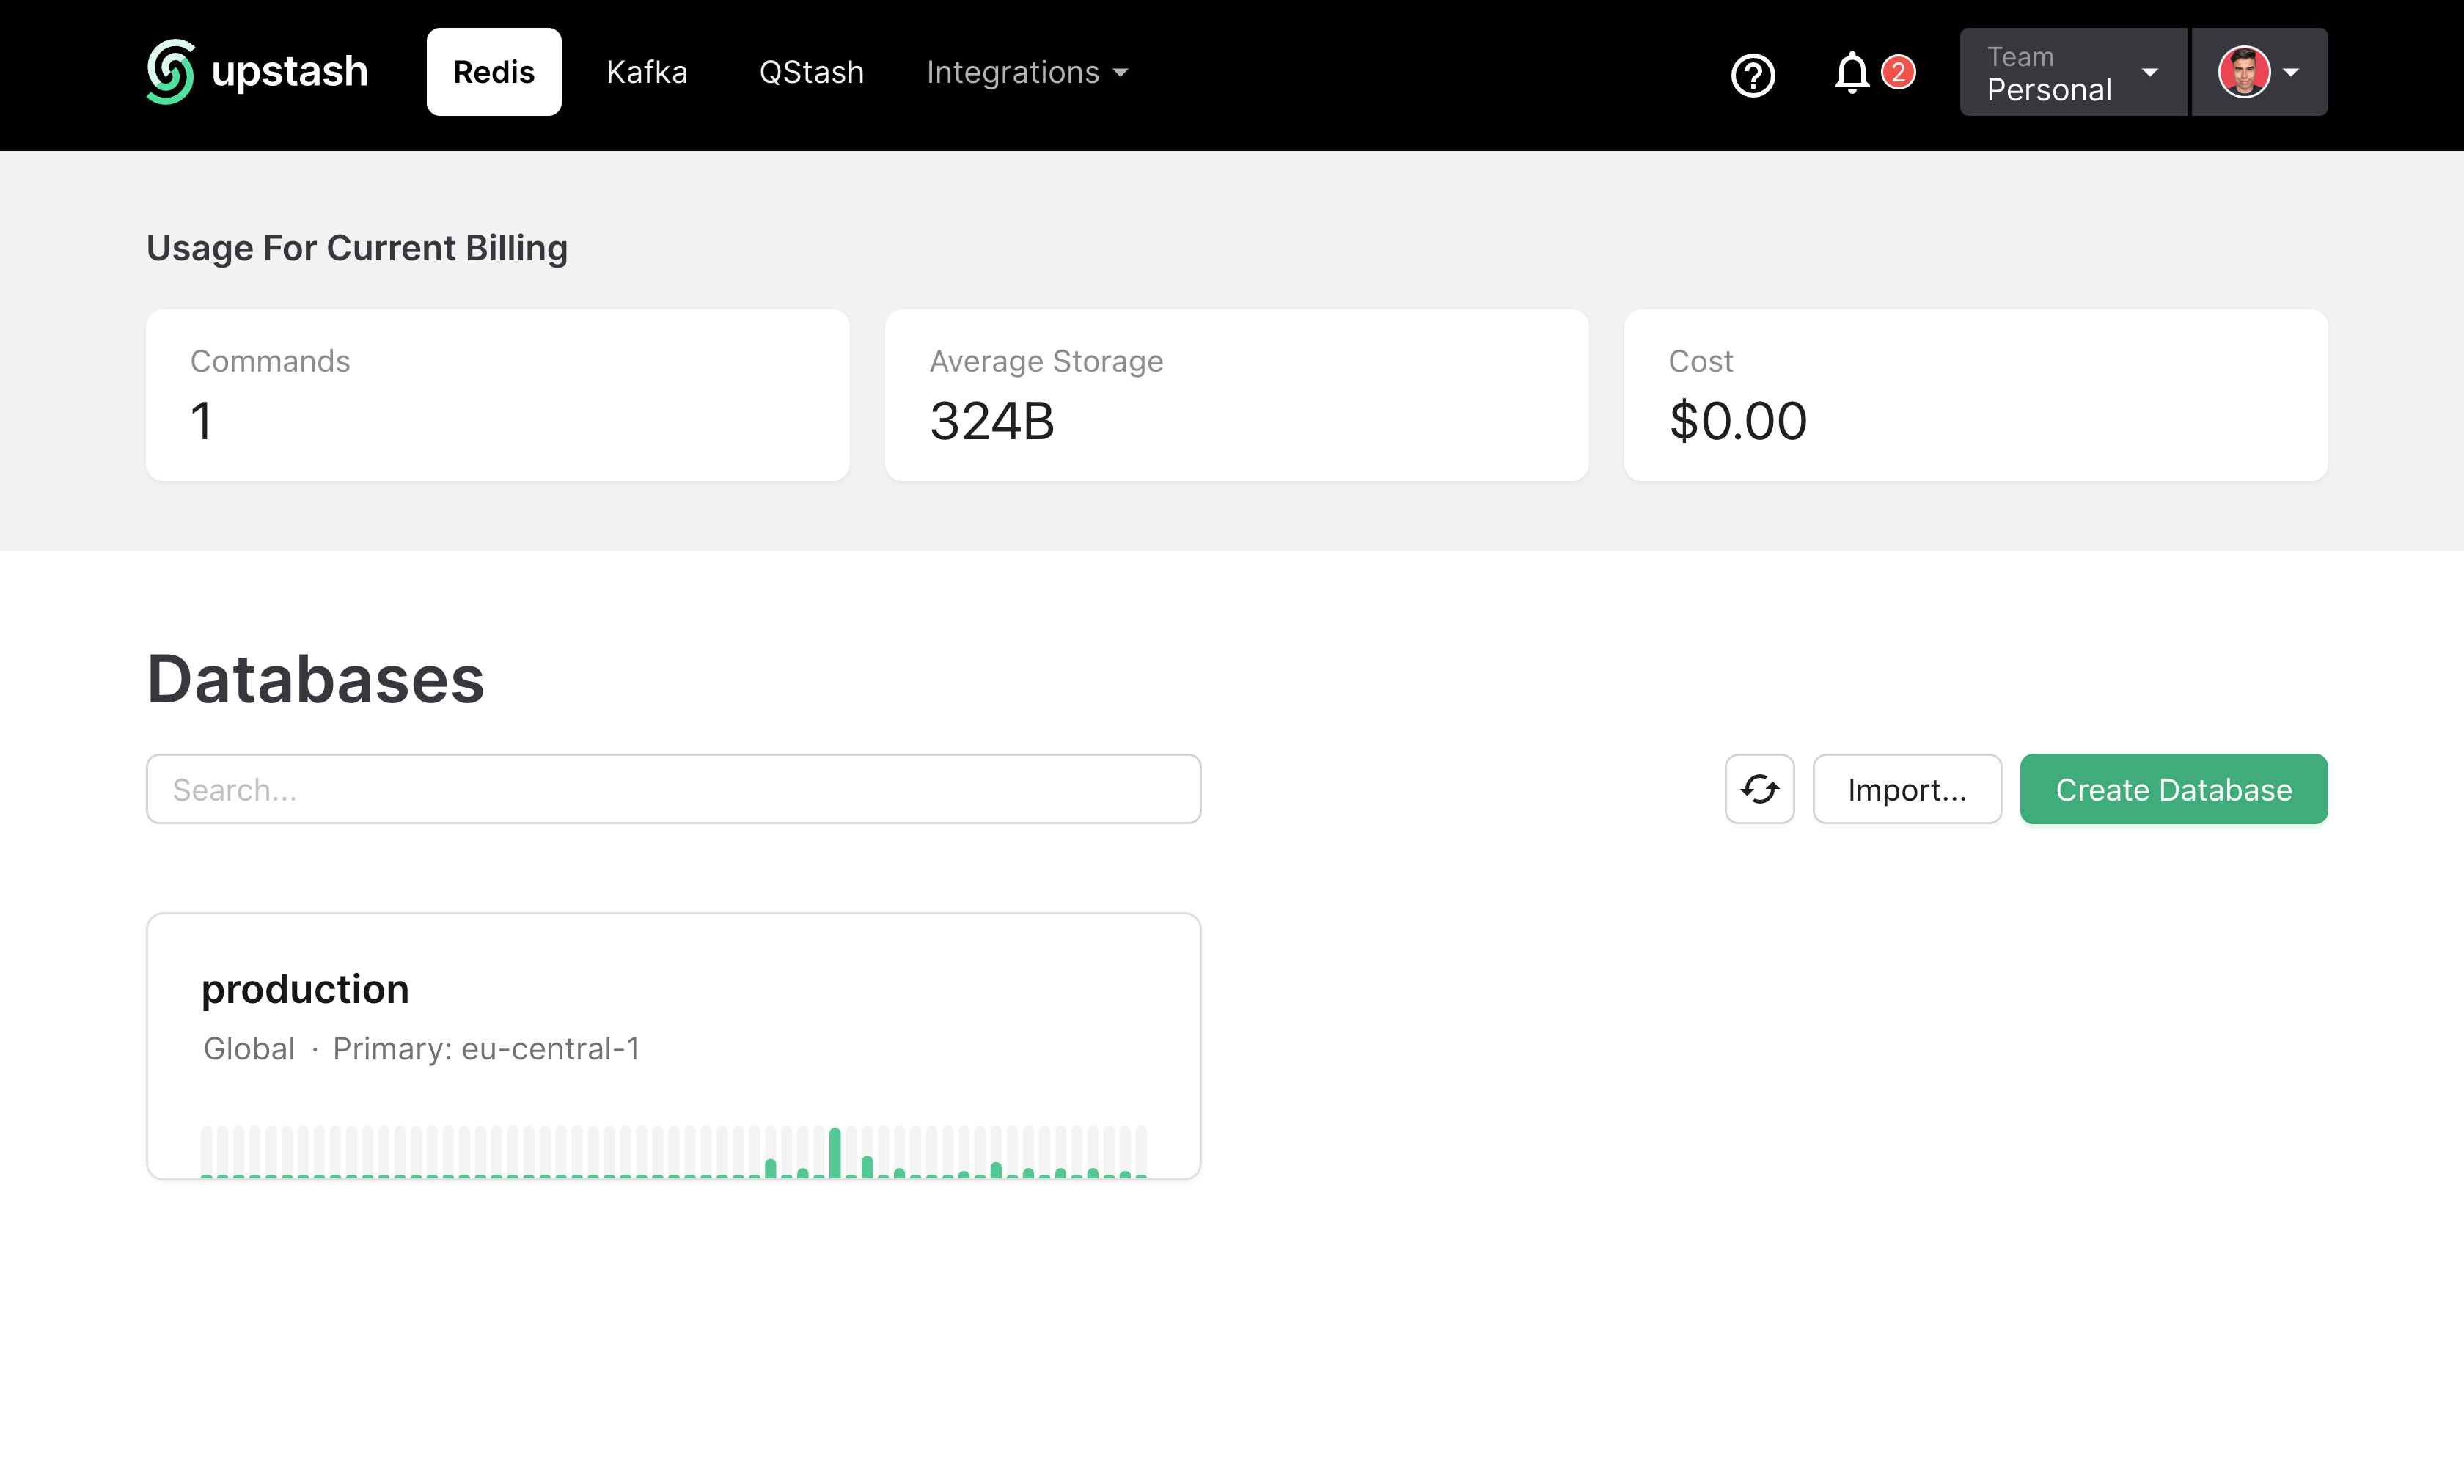 upstash
Redis
Kafka
QStash
Integrations
2
Team
Personal
Usage For Current Billing
Commands
1
Average Storage
324B
Cost
$0.00
Databases
Search...
Import...
Create Database
production
Global · Primary: eu-central-1